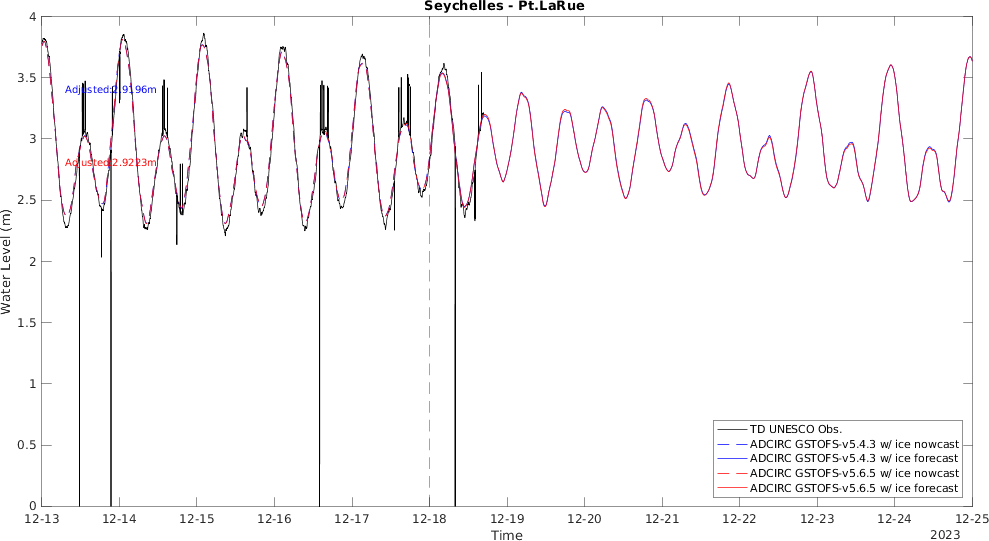 Seychelles - Pt.LaRue
4
3.5
3
2.5
2
1.5
1
0.5
0
Water Level (m)
Adjusted:2.9196m
Adjusted:2.9223m
TD UNESCO Obs.
ADCIRC GSTOFS-v5.4.3 w/ ice nowcast
ADCIRC GSTOFS-v5.4.3 w/ ice forecast
ADCIRC GSTOFS-v5.6.5 w/ ice nowcast
ADCIRC GSTOFS-v5.6.5 w/ ice forecast
12-13 12-14 12-15 12-16 12-17 12-18 12-19 12-20 12-21 12-22 12-23 12-24 12-25
Time
2023